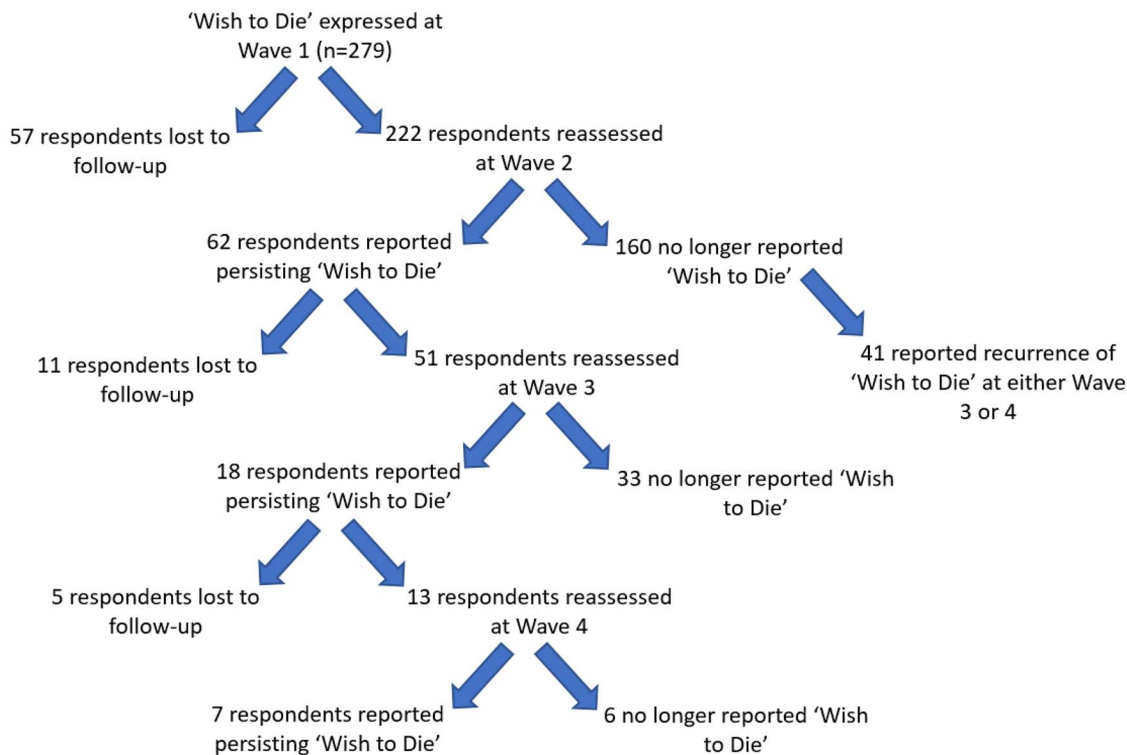 ‘Wish to Die’ expressed at
Wave 1 (n=279)
57 respondents lost to
follow-up
222 respondents reassessed
at Wave 2
62 respondents reported
persisting ‘Wish to Die’
160 no longer reported
‘Wish to Die’
11 respondents lost to
follow-up
51 respondents reassessed
at Wave 3
41 reported recurrence of
‘Wish to Die’ at either Wave
3 or 4
18 respondents reported
persisting ‘Wish to Die’
33 no longer reported ‘Wish
to Die’
5 respondents lost to
follow-up
13 respondents reassessed
at Wave 4
7 respondents reported
persisting ‘Wish to Die’
6 no longer reported ‘Wish
to Die’